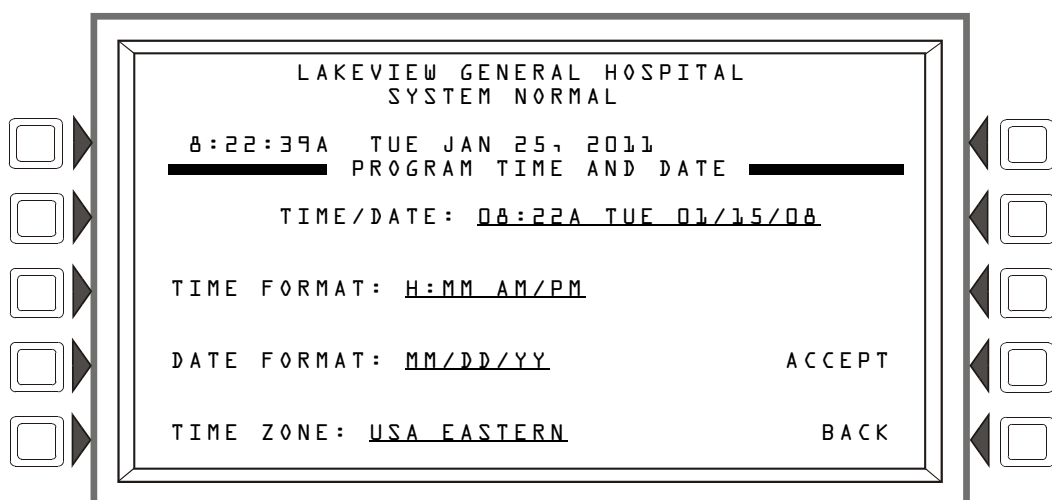 LAKEVIEW GENERAL HOSPITAL
SYSTEM NORMAL
8:22:39A TUE JAN 25, 2011
PROGRAM TIME AND DATE
TIME/DATE: 08:22A TUE 01/15/08
TIME FORMAT: H:MM AM/PM
DATE FORMAT: MM/DD/YY ACCEPT
TIME ZONE: USA EASTERN BACK